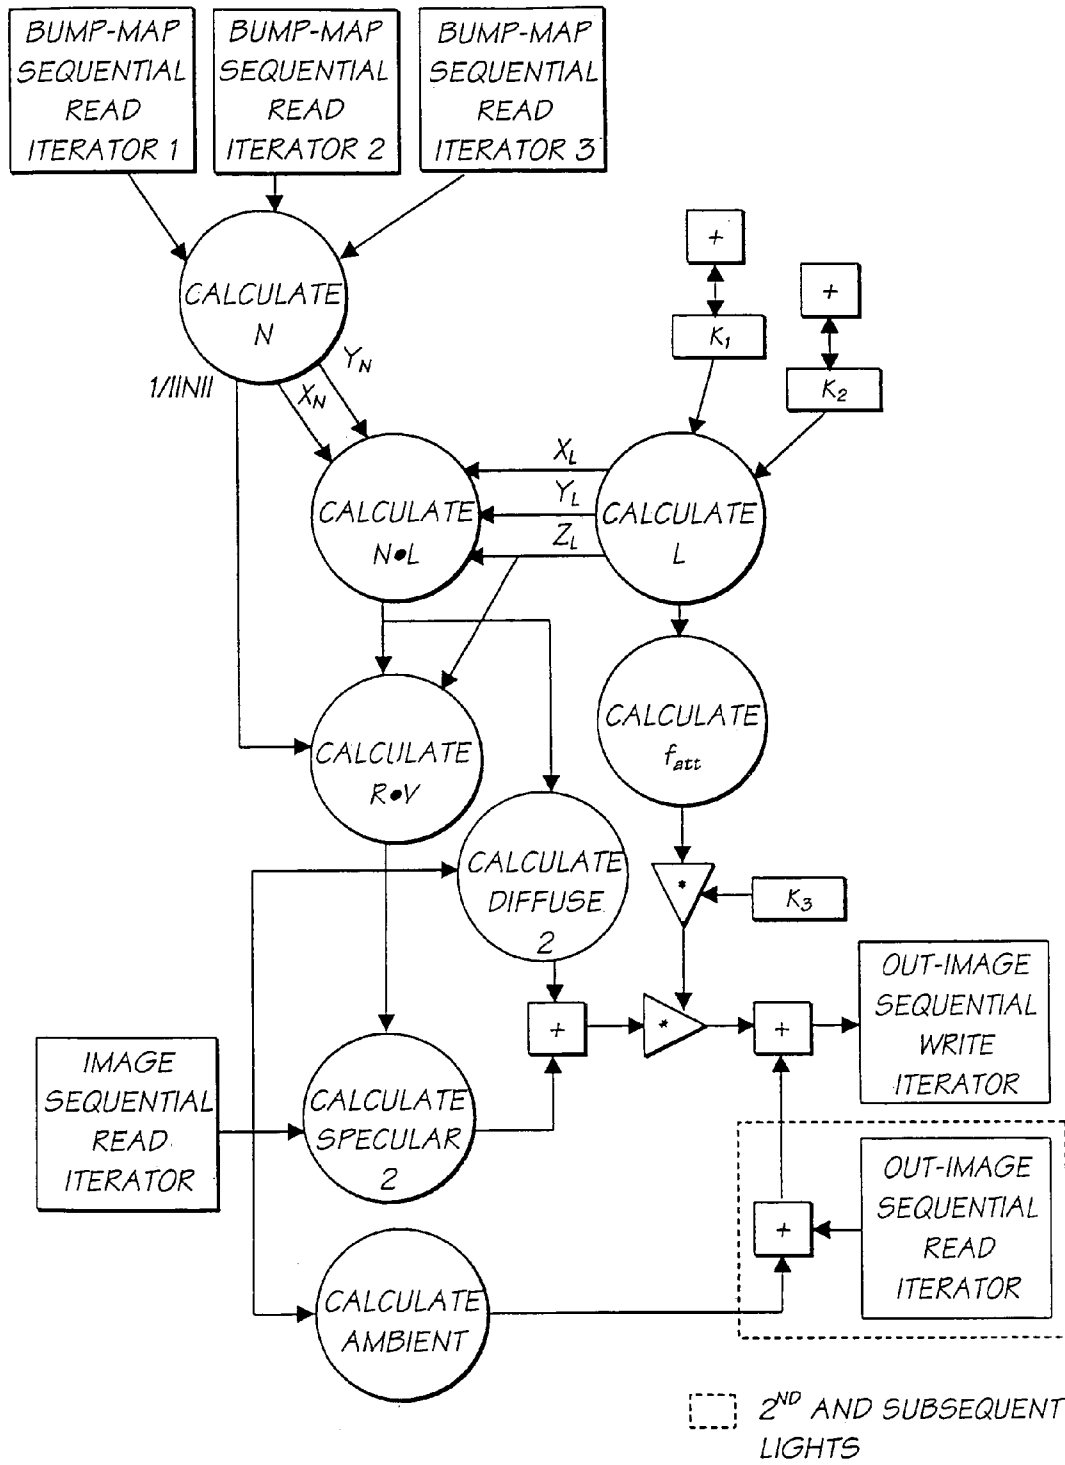 BUMP-MAP
SEQUENTIAL
READ
ITERATOR 1
BUMP-MAP
SEQUENTIAL
READ
ITERATOR 2
BUMP-MAP
SEQUENTIAL
READ
ITERATOR 3
CALCULATE
N
+
+
K1
K2
1/||N||
XN
YN
CALCULATE
N•L
XL
YL
ZL
CALCULATE
L
CALCULATE
R•V
CALCULATE
fatt
CALCULATE
DIFFUSE
2
*
K3
+
*
+
OUT-IMAGE
SEQUENTIAL
WRITE
ITERATOR
IMAGE
SEQUENTIAL
READ
ITERATOR
CALCULATE
SPECULAR
2
+
OUT-IMAGE
SEQUENTIAL
READ
ITERATOR
CALCULATE
AMBIENT
2ND AND SUBSEQUENT
LIGHTS